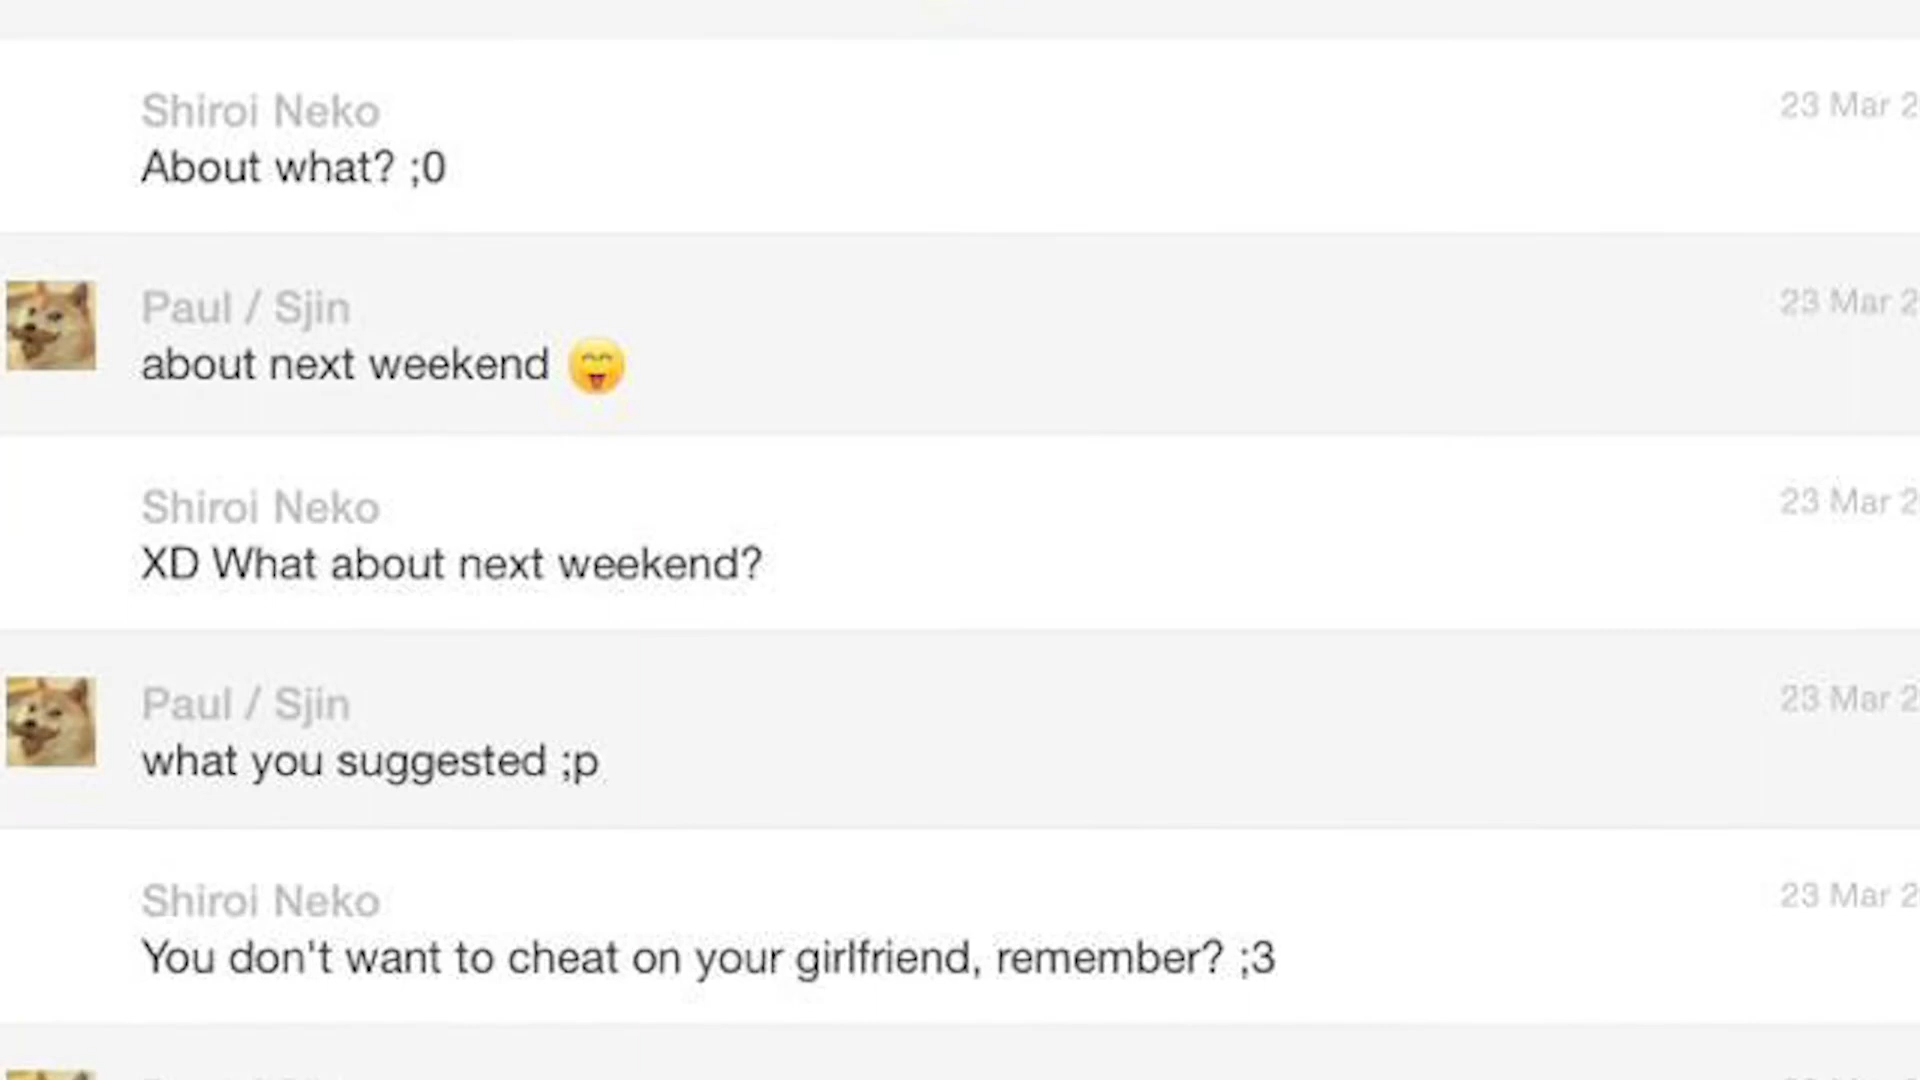 Shiroi Neko
23 Mar 2
About what? ;0
Paul / Sjin
23 Mar 2
about next weekend 😝
Shiroi Neko
23 Mar 2
XD What about next weekend?
Paul / Sjin
23 Mar 2
what you suggested ;p
Shiroi Neko
23 Mar 2
You don't want to cheat on your girlfriend, remember? ;3